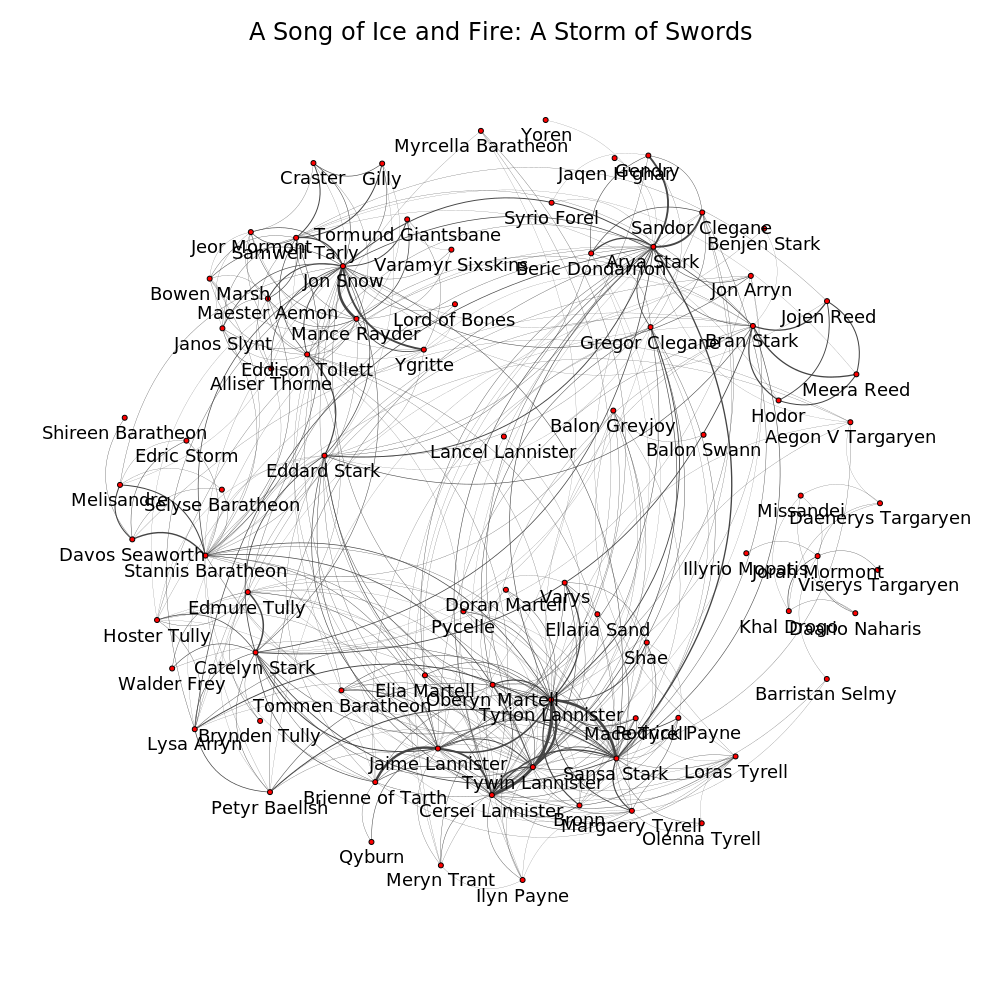 A Song of Ice and Fire: A Storm of Swords
Yoren
Myrcella Baratheon
Jaqen H'ghar
Gendry
Craster
Gilly
Syrio Forel
Sandor Clegane
Benjen Stark
Tormund Giantsbane
Jeor Mormont
Samwell Tarly
Varamyr Sixskins
Beric Dondarrion
Arya Stark
Jon Snow
Jon Arryn
Bowen Marsh
Maester Aemon
Lord of Bones
Jojen Reed
Mance Rayder
Janos Slynt
Gregor Clegane
Bran Stark
Ygritte
Eddison Tollett
Alliser Thorne
Meera Reed
Hodor
Balon Greyjoy
Shireen Baratheon
Aegon V Targaryen
Edric Storm
Lancel Lannister
Balon Swann
Eddard Stark
Melisandre
Selyse Baratheon
Missandei
Daenerys Targaryen
Davos Seaworth
Stannis Baratheon
Illyrio Mopatis
Jorah Mormont
Viserys Targaryen
Varys
Doran Martell
Edmure Tully
Pycelle
Ellaria Sand
Khal Drogo
Daario Naharis
Hoster Tully
Shae
Catelyn Stark
Walder Frey
Elia Martell
Barristan Selmy
Oberyn Martell
Tommen Baratheon
Tyrion Lannister
Mace Tyrell
Podrick Payne
Brynden Tully
Lysa Arryn
Jaime Lannister
Sansa Stark
Loras Tyrell
Tywin Lannister
Brienne of Tarth
Petyr Baelish
Cersei Lannister
Bronn
Margaery Tyrell
Olenna Tyrell
Qyburn
Meryn Trant
Ilyn Payne